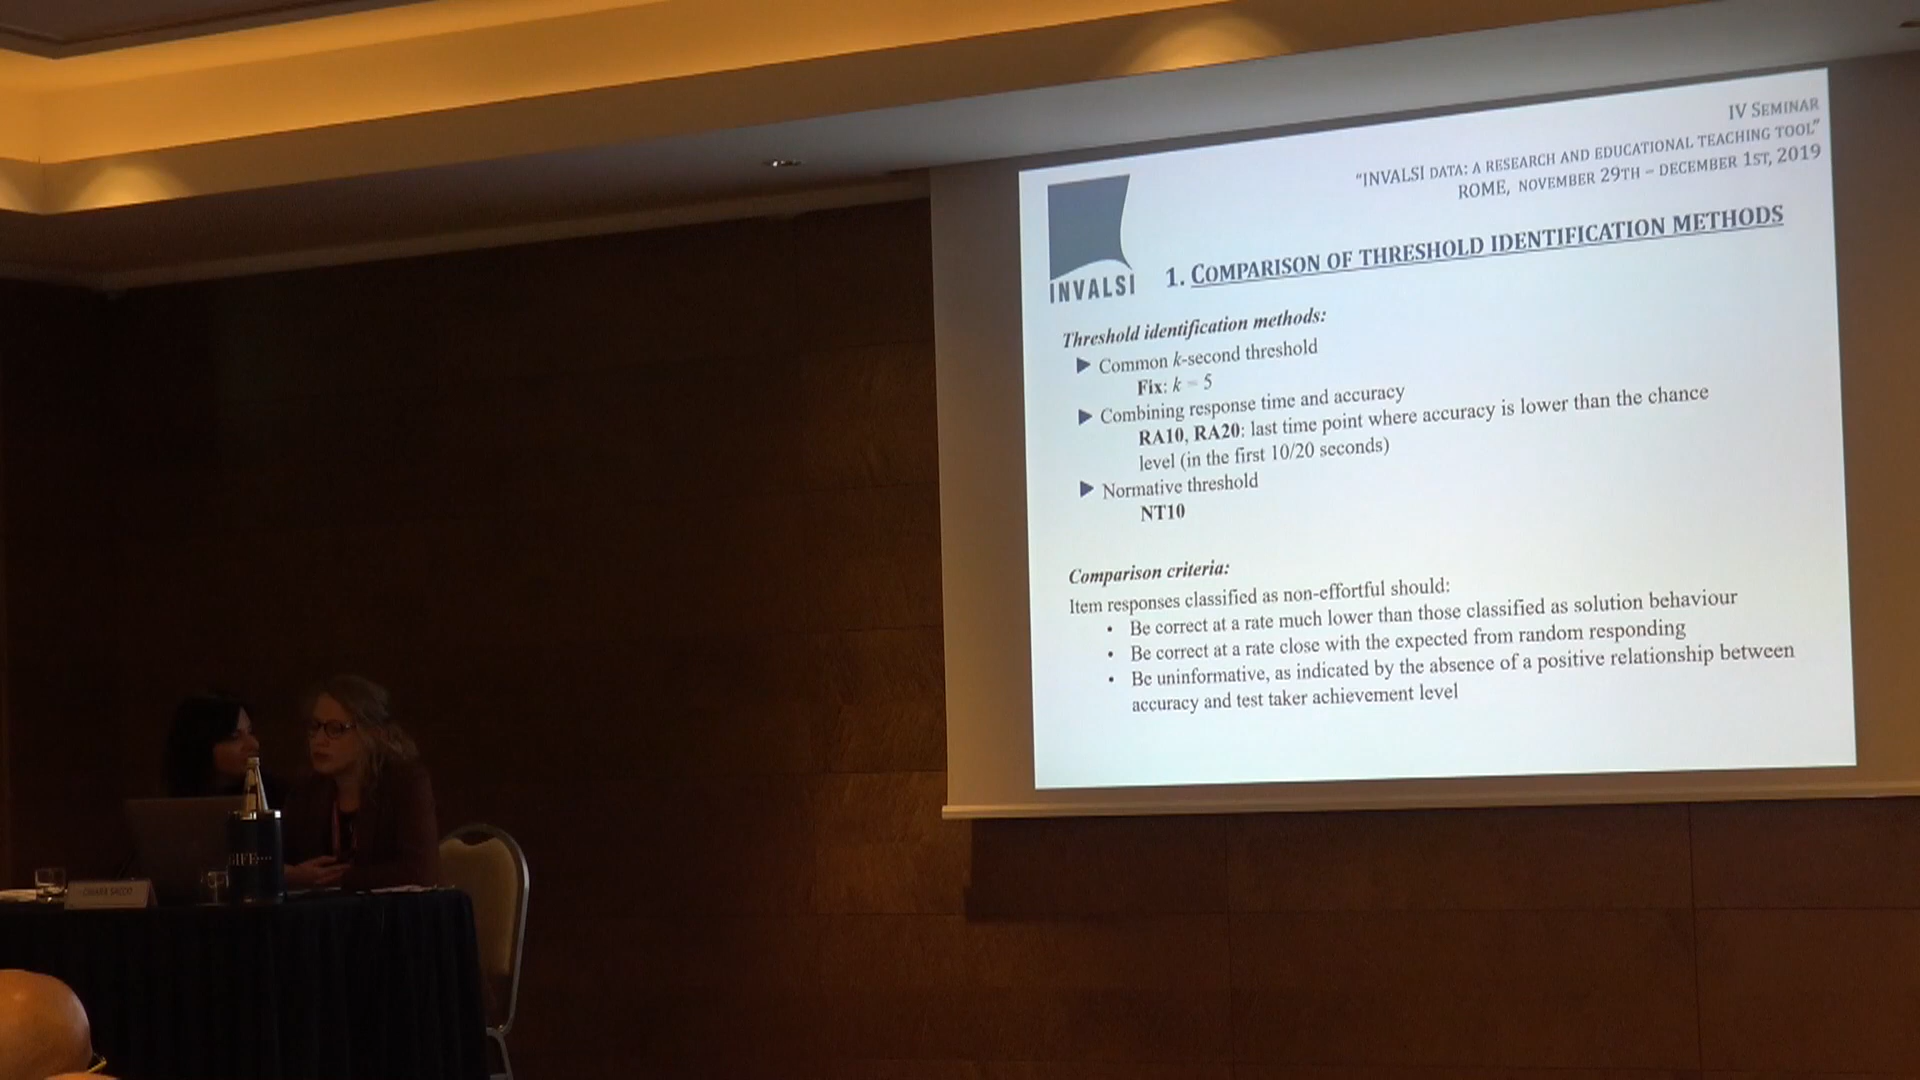 IV SEMINAR
"INVALSI DATA: A RESEARCH AND EDUCATIONAL TEACHING TOOL"
ROME, NOVEMBER 29TH – DECEMBER 1ST, 2019
INVALSI
1. COMPARISON OF THRESHOLD IDENTIFICATION METHODS
Threshold identification methods:
Common k-second threshold
Fix: k = 5
Combining response time and accuracy
RA10, RA20: last time point where accuracy is lower than the chance
level (in the first 10/20 seconds)
Normative threshold
NT10
Comparison criteria:
Item responses classified as non-effortful should:
• Be correct at a rate much lower than those classified as solution behaviour
• Be correct at a rate close with the expected from random responding
• Be uninformative, as indicated by the absence of a positive relationship between
accuracy and test taker achievement level